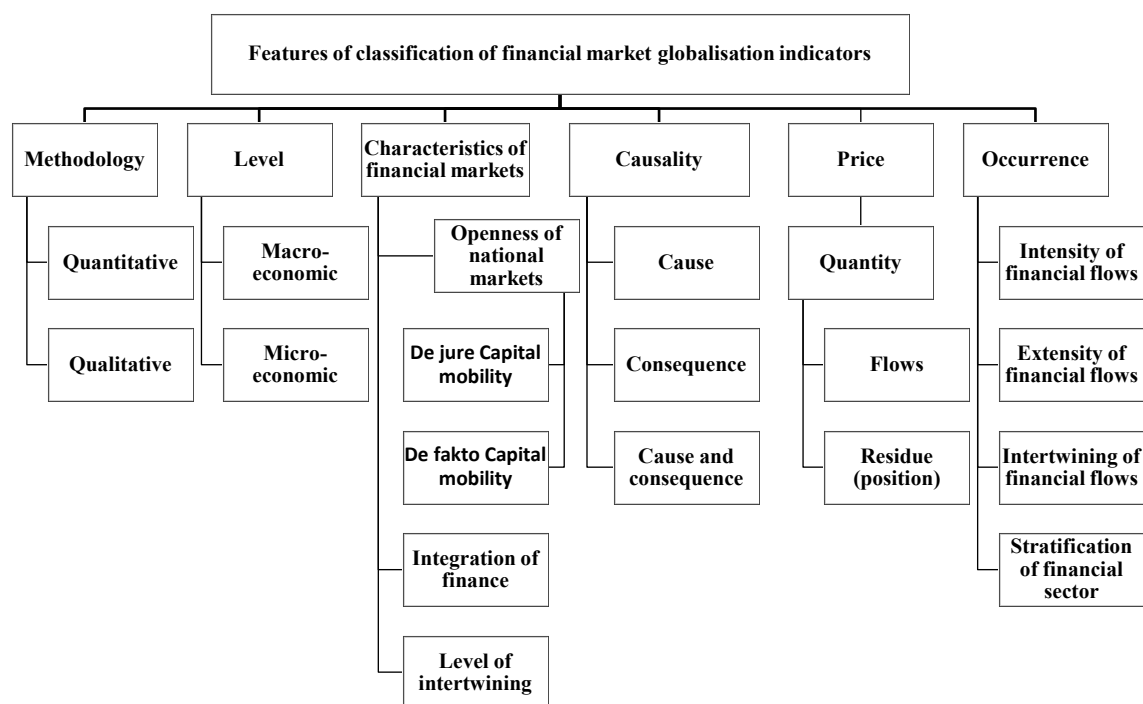 Features of classification of financial market globalisation indicators
Methodology
Level
Characteristics of
financial markets
Causality
Price
Occurrence
Quantitative
Qualitative
Macro-
economic
Micro-
economic
Openness of
national
markets
De jure Capital
mobility
De fakto Capital
mobility
Integration of
finance
Level of
intertwining
Cause
Consequence
Cause and
consequence
Quantity
Flows
Residue
(position)
Intensity of
financial flows
Extensity of
financial flows
Intertwining of
financial flows
Stratification
of financial
sector